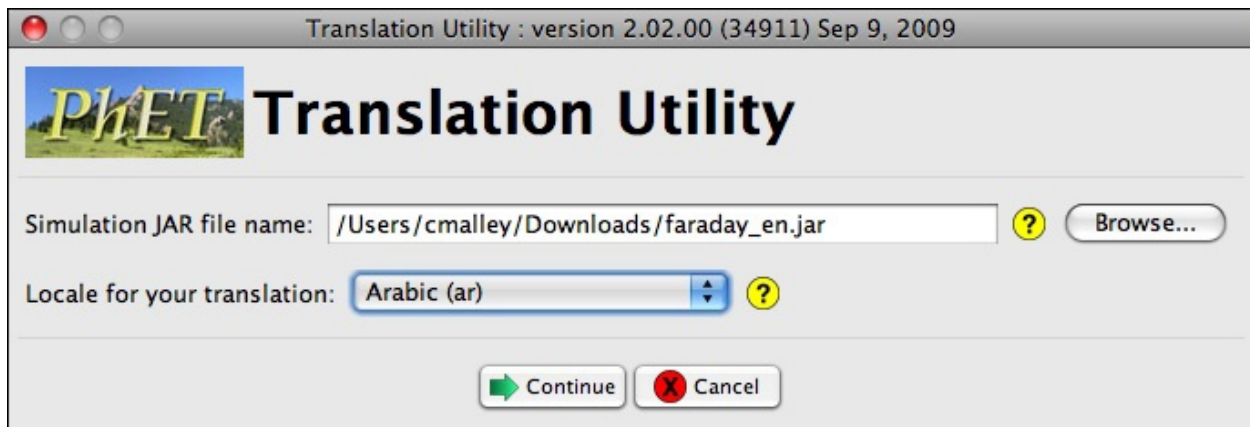 Translation Utility : version 2.02.00 (34911) Sep 9, 2009
PhET Translation Utility
Simulation JAR file name: /Users/cmalley/Downloads/faraday_en.jar ? Browse...
Locale for your translation: Arabic (ar) ?
Continue X Cancel